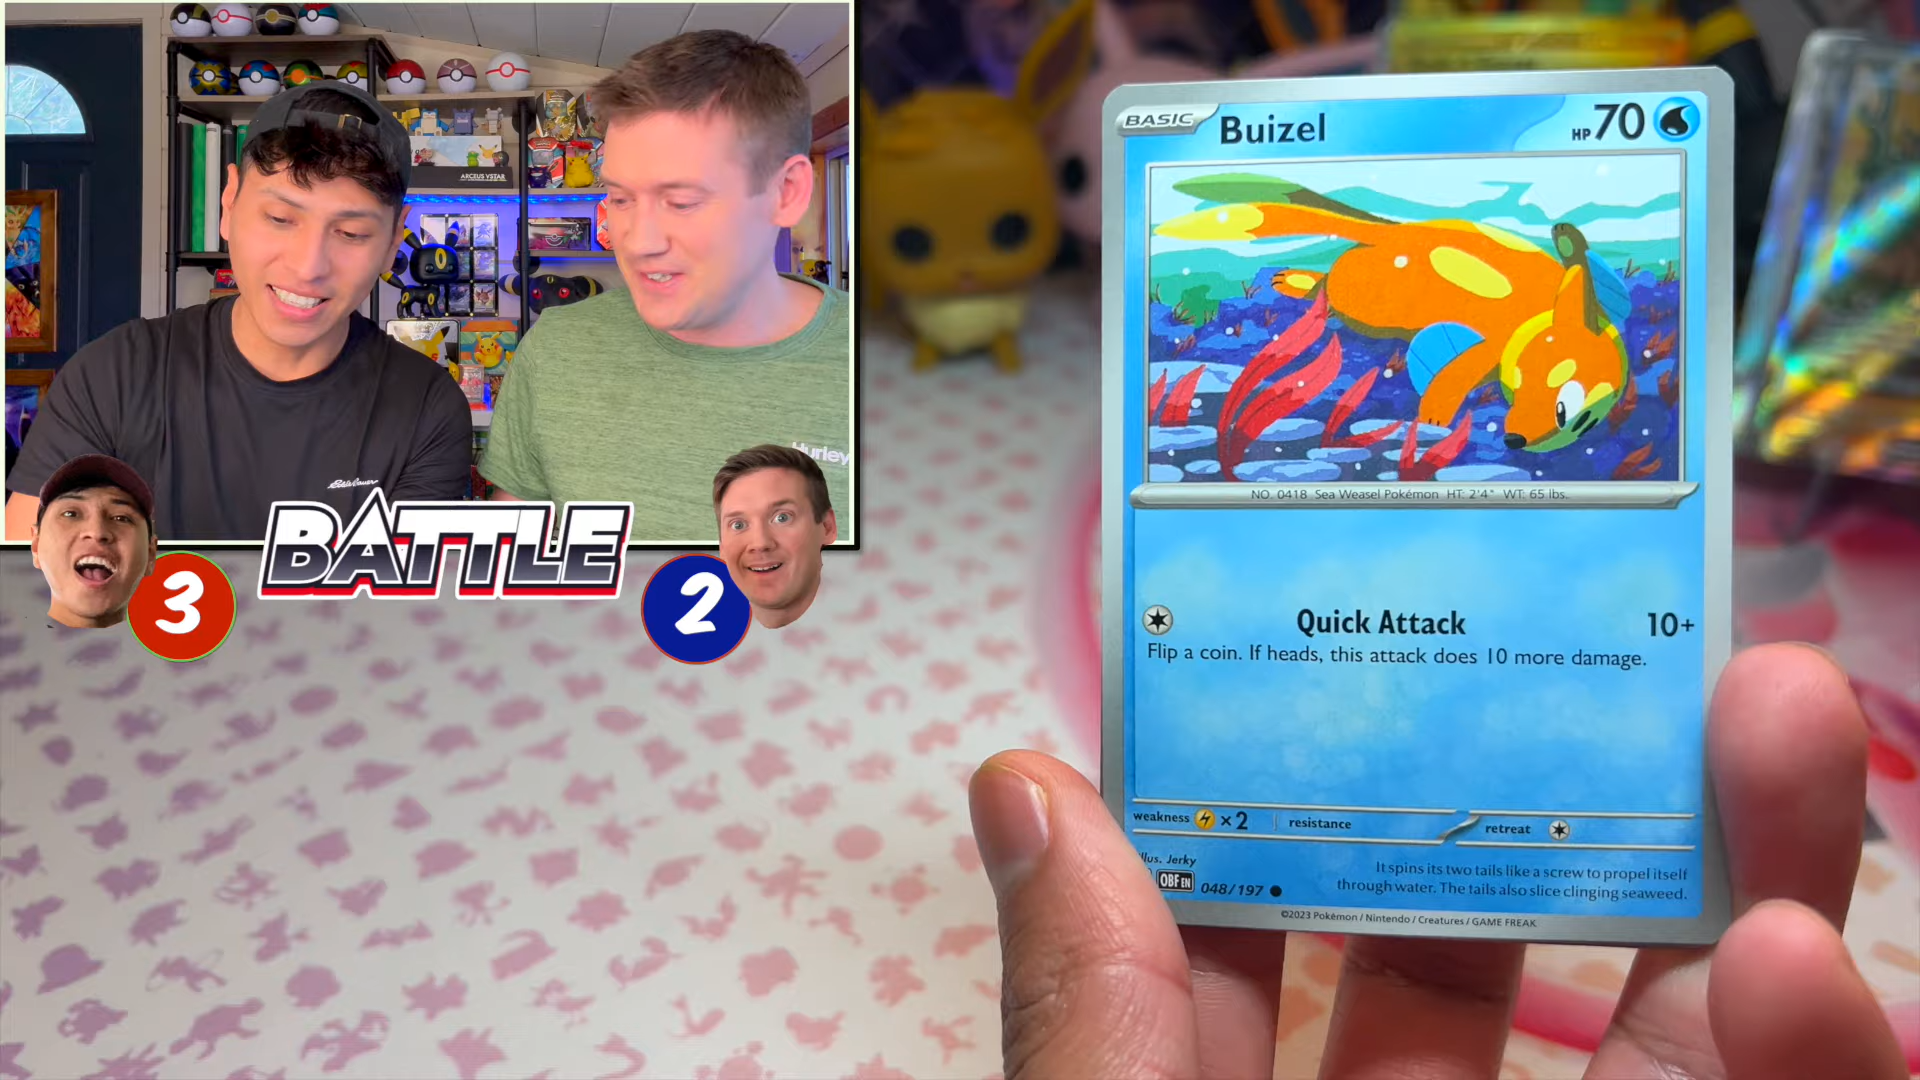 ARCEUS VSTAR
Eddie Bauer
Hurley
BATTLE
3
2
BASIC
Buizel
HP 70
NO. 0418 Sea Weasel Pokémon HT: 2'4" WT: 65 lbs.
Quick Attack
10+
Flip a coin. If heads, this attack does 10 more damage.
weakness ×2
resistance
retreat
Illus. Jerky
OBF EN
048/197
It spins its two tails like a screw to propel itself
through water. The tails also slice clinging seaweed.
©2023 Pokémon / Nintendo / Creatures / GAME FREAK